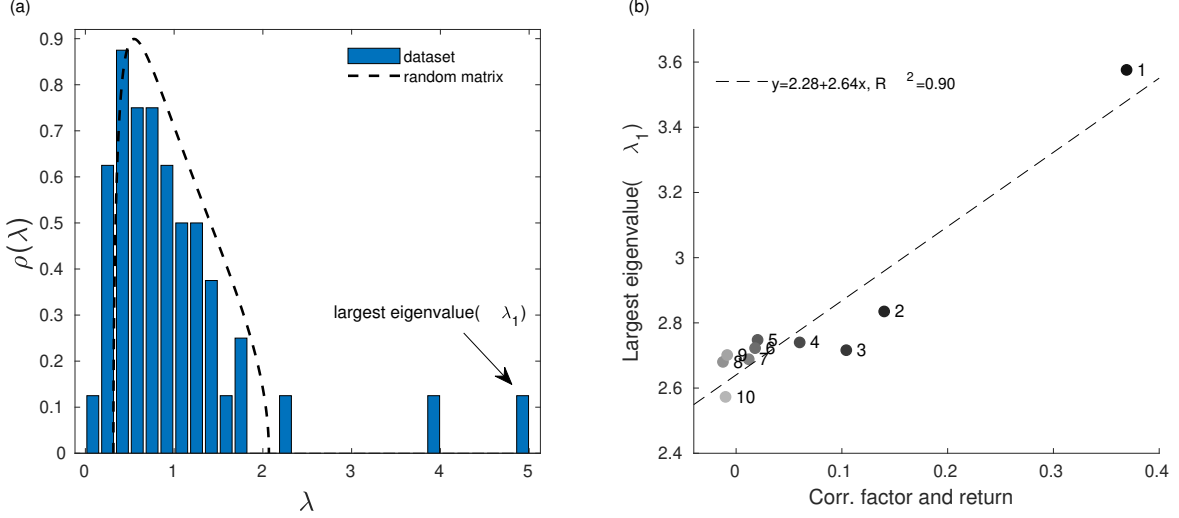 (a)
0.9
0.8
0.7
0.6
0.5
0.4
0.3
0.2
0.1
0
ρ(λ)
dataset
random matrix
largest eigenvalue( λ1)
0 1 2 3 4 5
λ
(b)
3.6
3.4
3.2
3
2.8
2.6
2.4
Largest eigenvalue( λ1)
y=2.28+2.64x, R 2=0.90
1
2
3
4
5
6
7
8
9
10
0 0.1 0.2 0.3 0.4
Corr. factor and return